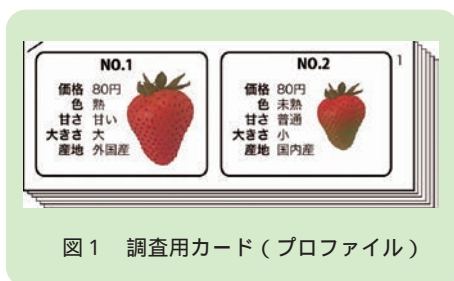 NO.1
価格 80円
色 熟
甘さ 甘い
大きさ 大
産地 外国産
NO.2
価格 80円
色 未熟
甘さ 普通
大きさ 小
産地 国内産
1
図1 調査用カード(プロファイル)